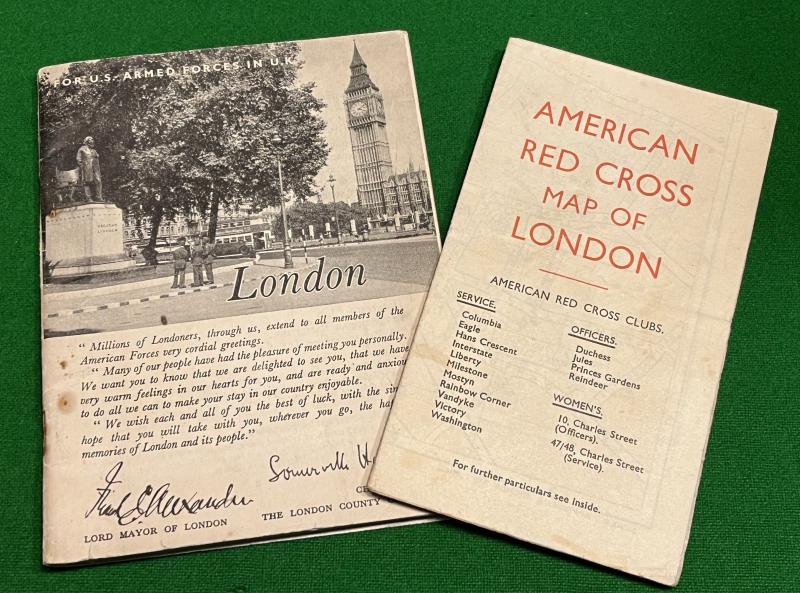 FOR U.S. ARMED FORCES IN U.K.
ABRAHAM
LINCOLN
London
" Millions of Londoners, through us, extend to all members of the
American Forces very cordial greetings.
" Many of our people have had the pleasure of meeting you personally.
We want you to know that we are delighted to see you, that we have
very warm feelings in our hearts for you, and are ready and anxious
to do all we can to make your stay in our country enjoyable.
" We wish each and all of you the best of luck, with the
hope that you will take with you, wherever you go, the
memories of London and its people."
Frank Alexander
Somerville
LORD MAYOR OF LONDON
THE LONDON COUNTY
AMERICAN
RED CROSS
MAP OF
LONDON
AMERICAN RED CROSS CLUBS.
SERVICE.
Columbia
Eagle
Hans Crescent
Interstate
Liberty
Milestone
Mostyn
Rainbow Corner
Vandyke
Victory
Washington
OFFICERS.
Duchess
Jules
Princes Gardens
Reindeer
WOMEN'S.
10, Charles Street
(Officers).
47/48, Charles Street
(Service).
For further particulars see inside.